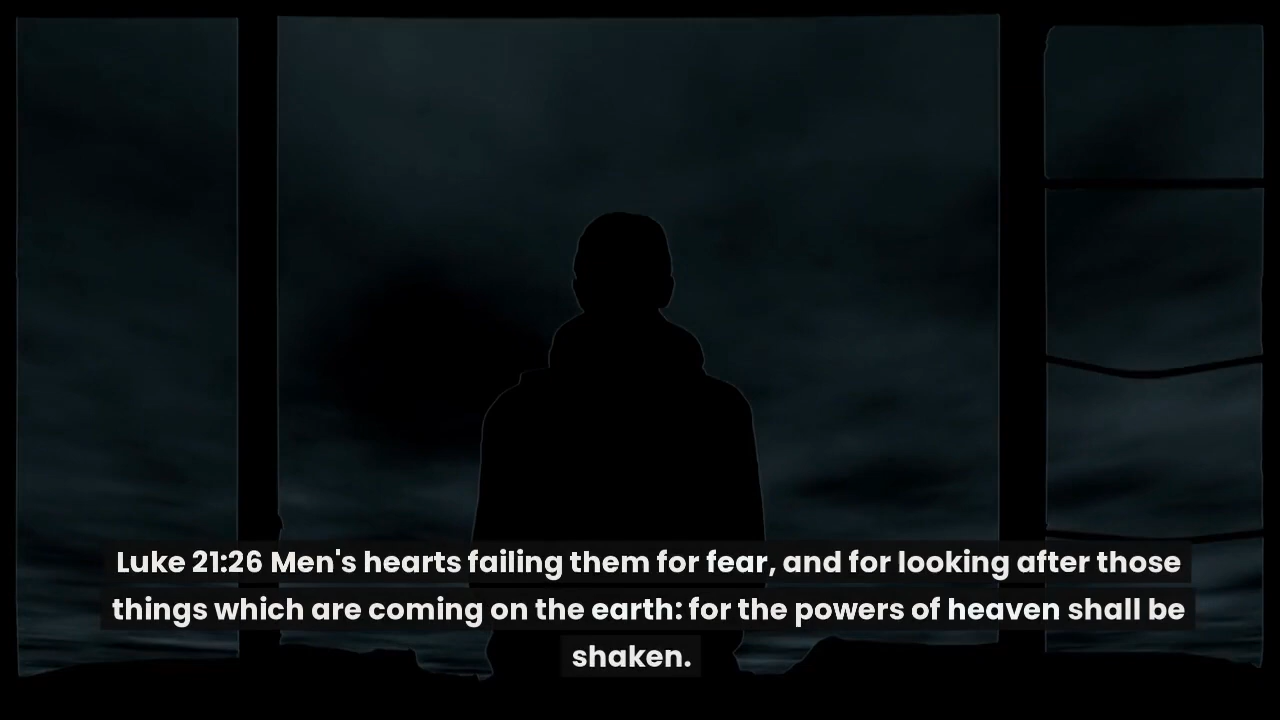 Luke 21:26 Men's hearts failing them for fear, and for looking after those
things which are coming on the earth: for the powers of heaven shall be
shaken.